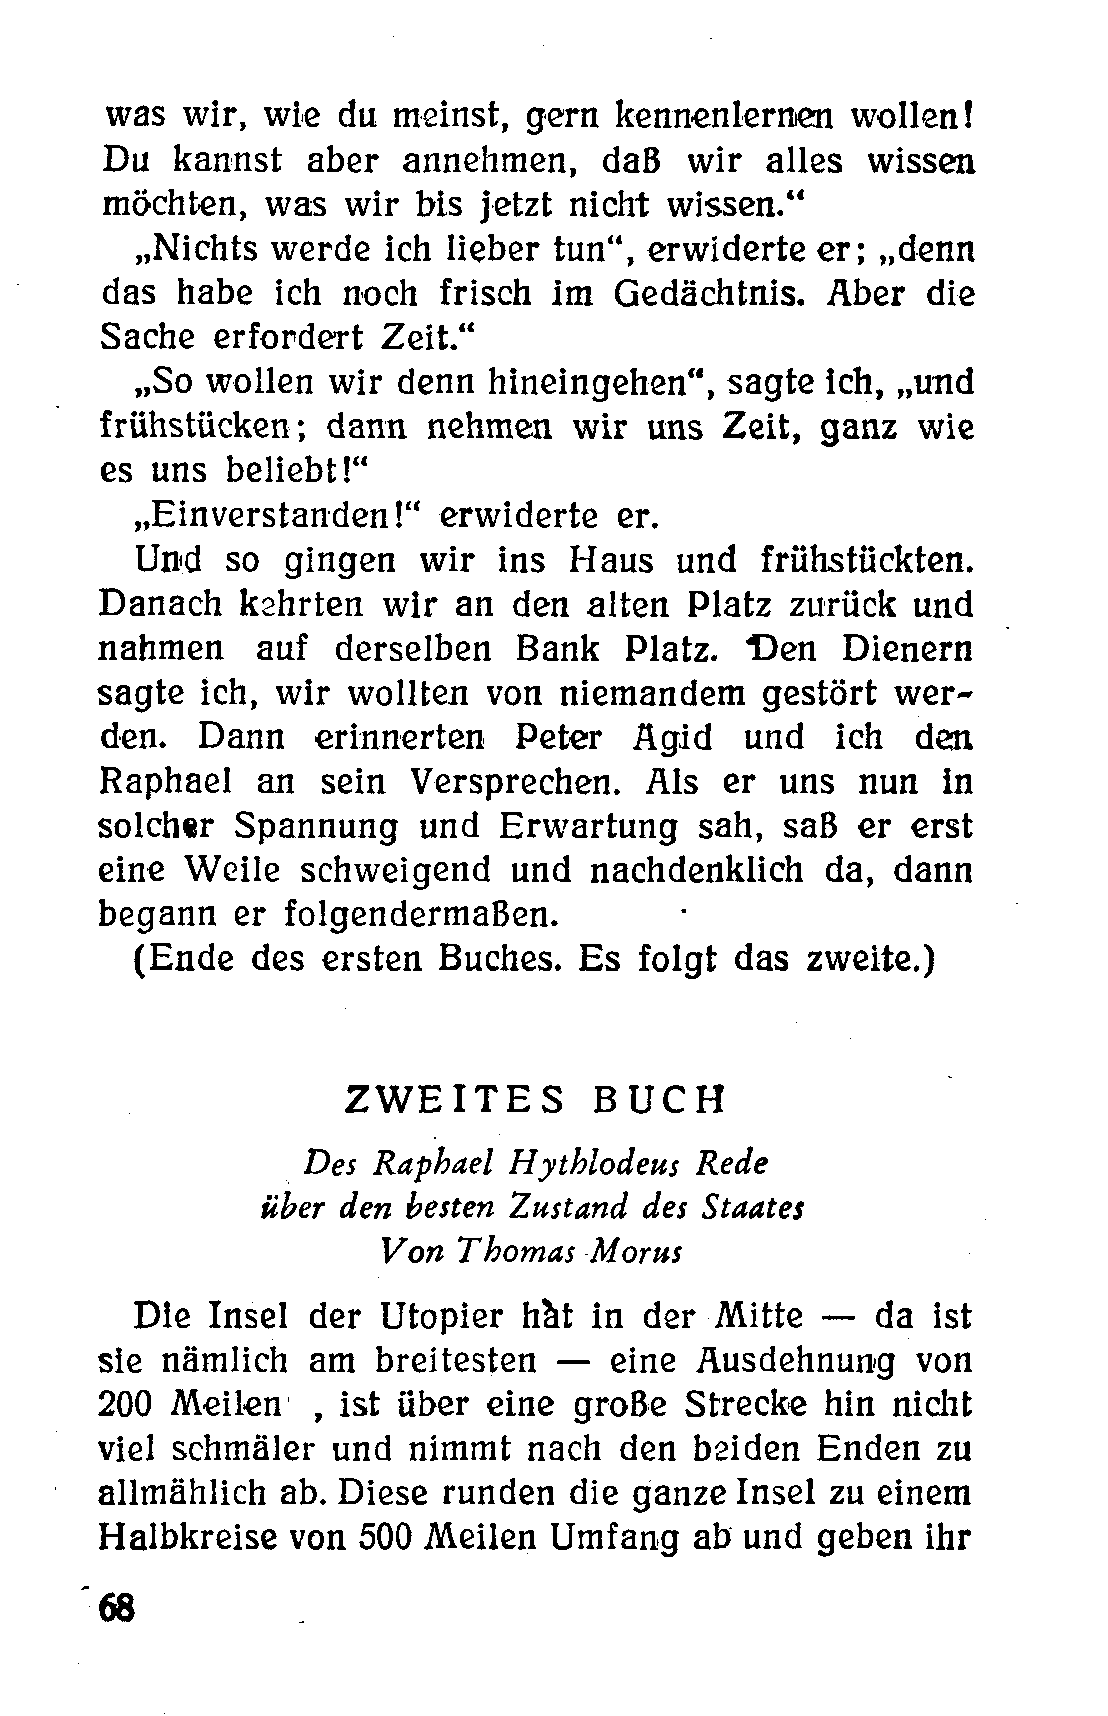 was wir, wie du meinst, gern kennenlernen wollen!
Du kannst aber annehmen, daß wir alles wissen
möchten, was wir bis jetzt nicht wissen.“
„Nichts werde ich lieber tun“, erwiderte er; „denn
das habe ich noch frisch im Gedächtnis. Aber die
Sache erfordert Zeit.“
„So wollen wir denn hineingehen“, sagte ich, „und
frühstücken; dann nehmen wir uns Zeit, ganz wie
es uns beliebt!“
„Einverstanden!“ erwiderte er.
Und so gingen wir ins Haus und frühstückten.
Danach kehrten wir an den alten Platz zurück und
nahmen auf derselben Bank Platz. Den Dienern
sagte ich, wir wollten von niemandem gestört wer-
den. Dann erinnerten Peter Ägid und ich den
Raphael an sein Versprechen. Als er uns nun in
solcher Spannung und Erwartung sah, saß er erst
eine Weile schweigend und nachdenklich da, dann
begann er folgendermaßen.
(Ende des ersten Buches. Es folgt das zweite.)
ZWEITES BUCH
Des Raphael Hythlodeus Rede
über den besten Zustand des Staates
Von Thomas Morus
Die Insel der Utopier hat in der Mitte — da ist
sie nämlich am breitesten — eine Ausdehnung von
200 Meilen , ist über eine große Strecke hin nicht
viel schmäler und nimmt nach den beiden Enden zu
allmählich ab. Diese runden die ganze Insel zu einem
Halbkreise von 500 Meilen Umfang ab und geben ihr
68